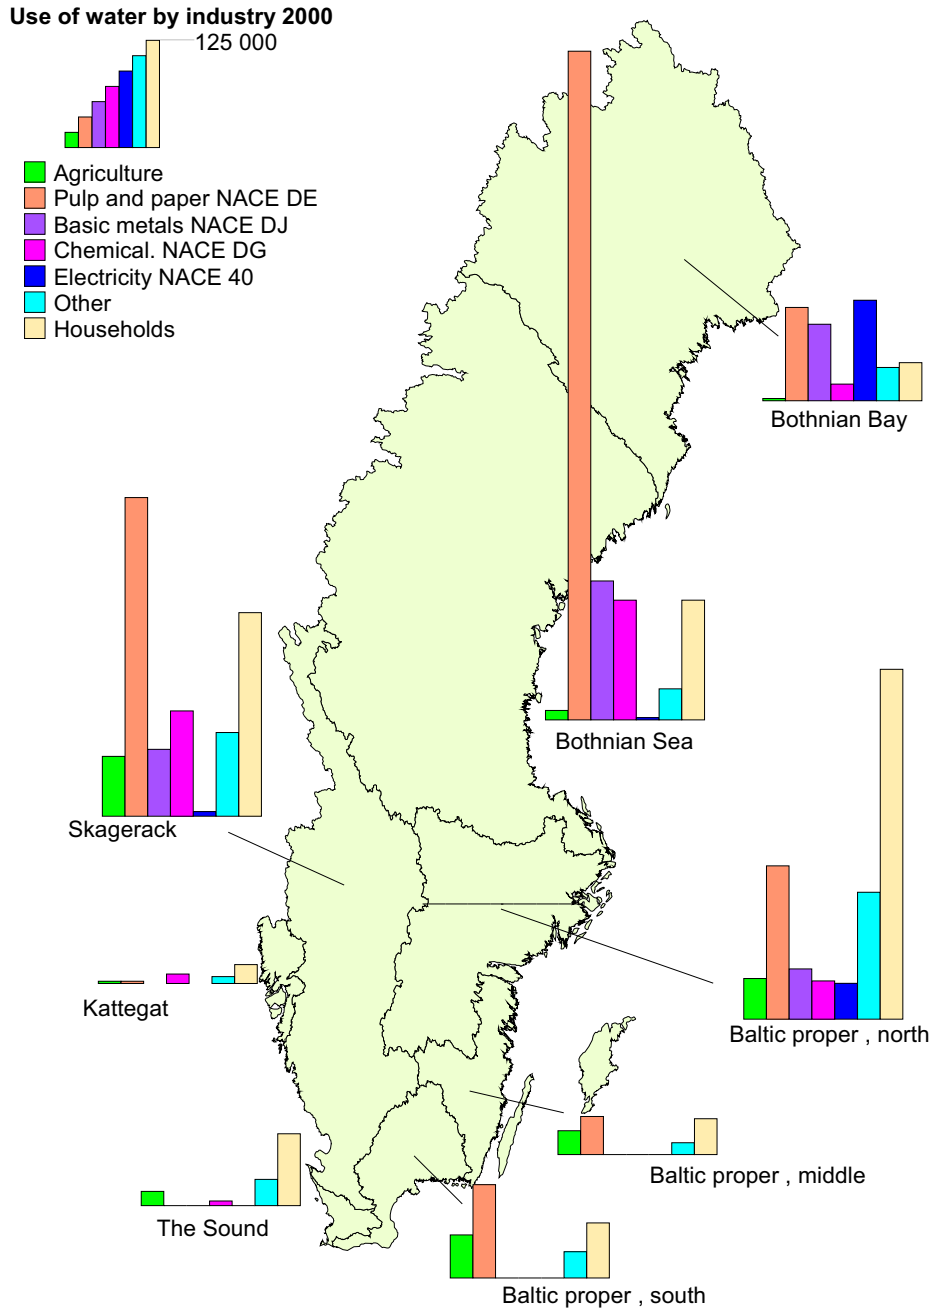 Use of water by industry 2000
125 000
Agriculture
Pulp and paper NACE DE
Basic metals NACE DJ
Chemical. NACE DG
Electricity NACE 40
Other
Households
Bothnian Bay
Bothnian Sea
Skagerack
Kattegat
Baltic proper , north
Baltic proper , middle
The Sound
Baltic proper , south